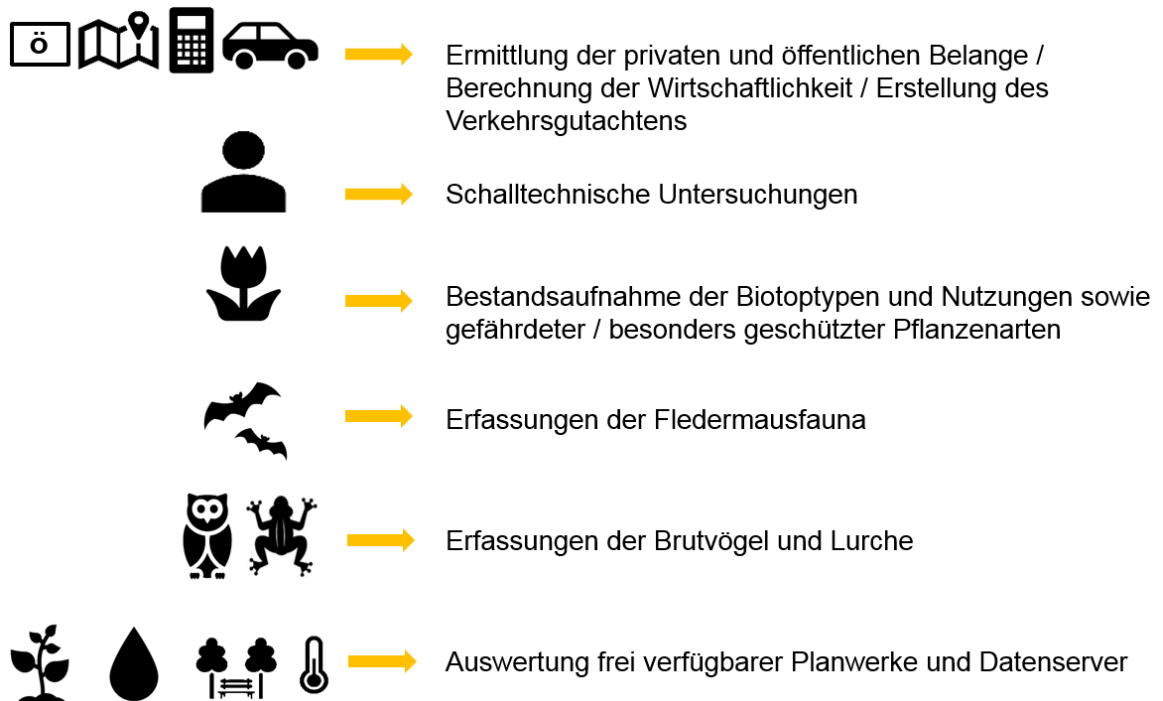 ö
Ermittlung der privaten und öffentlichen Belange /
Berechnung der Wirtschaftlichkeit / Erstellung des
Verkehrsgutachtens
Schalltechnische Untersuchungen
Bestandsaufnahme der Biotoptypen und Nutzungen sowie
gefährdeter / besonders geschützter Pflanzenarten
Erfassungen der Fledermausfauna
Erfassungen der Brutvögel und Lurche
Auswertung frei verfügbarer Planwerke und Datenserver